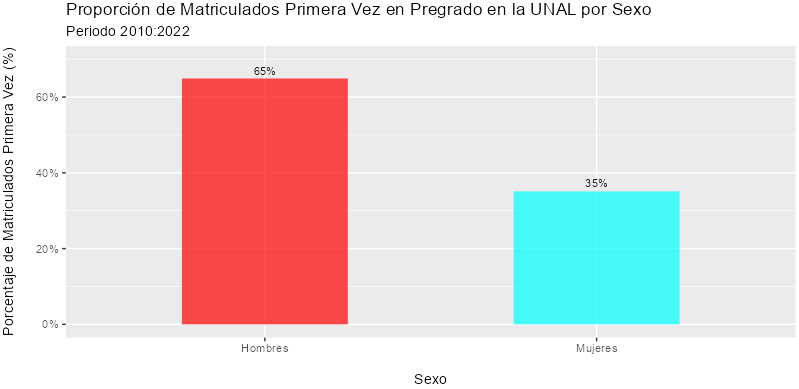 Proporción de Matriculados Primera Vez en Pregrado en la UNAL por Sexo
Periodo 2010:2022
Porcentaje de Matriculados Primera Vez (%)
60%
40%
20%
0%
65%
35%
Hombres
Mujeres
Sexo